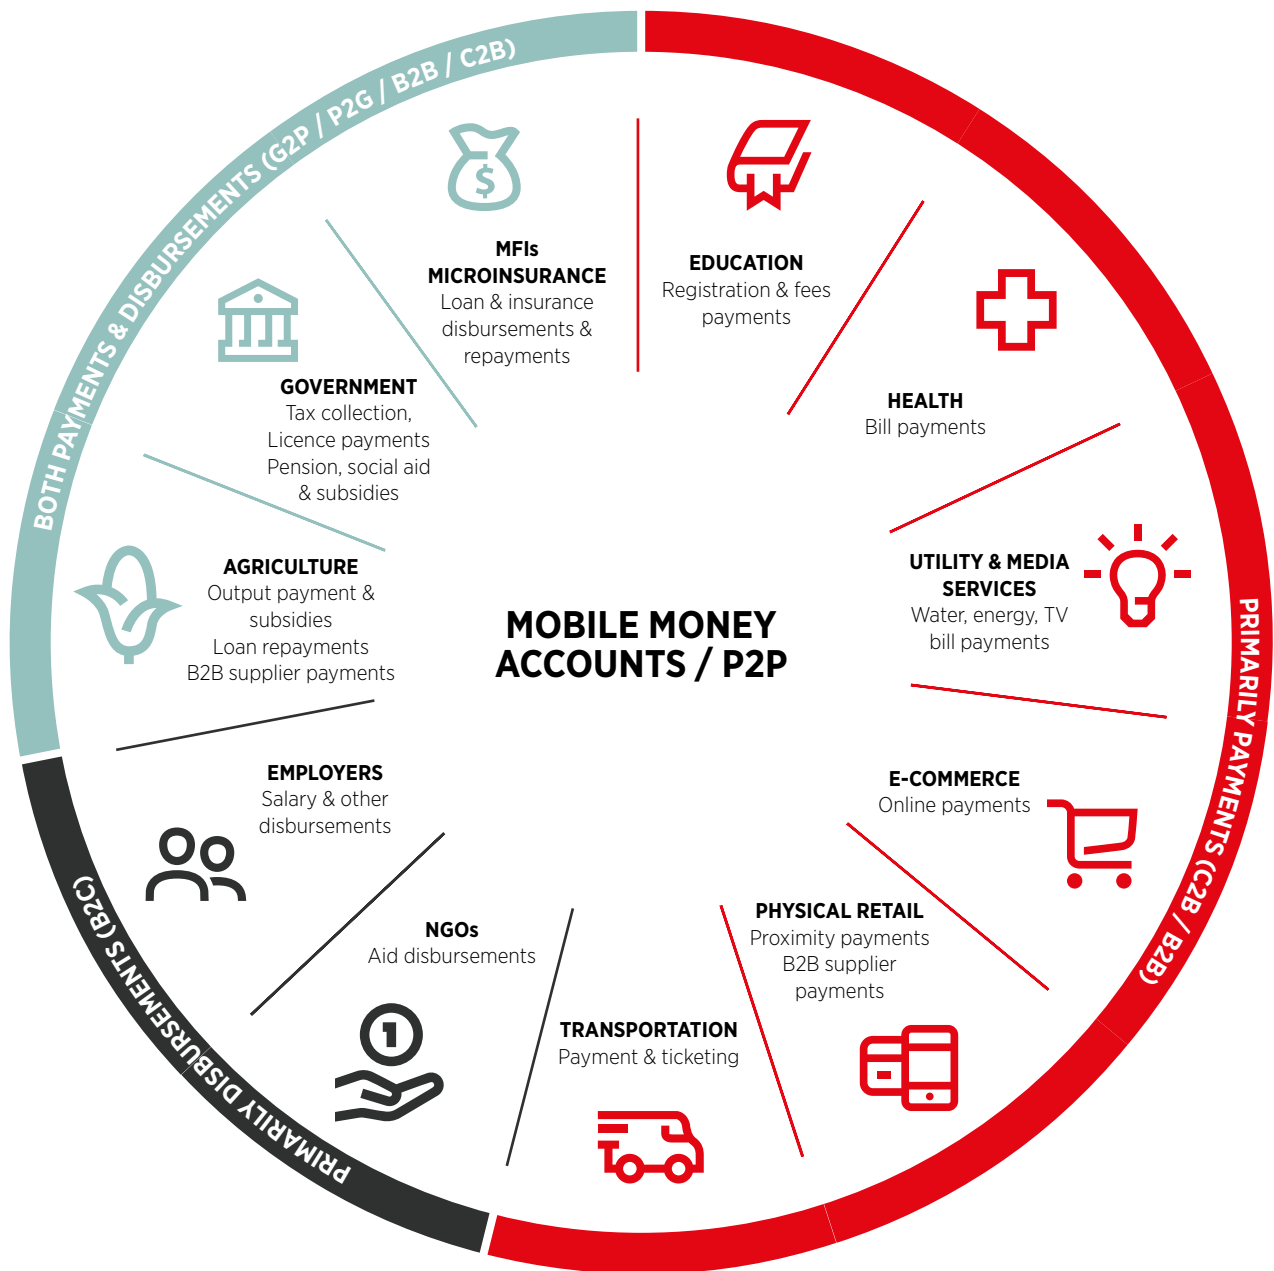 BOTH PAYMENTS & DISBURSEMENTS (G2P / P2G / B2B / C2B)
MFIs
MICROINSURANCE
Loan & insurance
disbursements &
repayments
EDUCATION
Registration & fees
payments
HEALTH
Bill payments
GOVERNMENT
Tax collection,
Licence payments
Pension, social aid
& subsidies
AGRICULTURE
Output payment &
subsidies
Loan repayments
B2B supplier payments
UTILITY & MEDIA
SERVICES
Water, energy, TV
bill payments
MOBILE MONEY
ACCOUNTS / P2P
PRIMARILY PAYMENTS (C2B / B2B)
EMPLOYERS
Salary & other
disbursements
E-COMMERCE
Online payments
PHYSICAL RETAIL
Proximity payments
B2B supplier
payments
NGOs
Aid disbursements
1
TRANSPORTATION
Payment & ticketing
PRIMARILY DISBURSEMENTS (B2C)
$